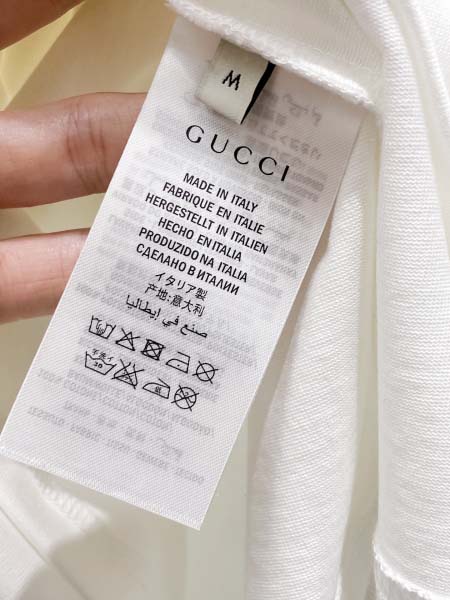 M
GUCCI
MADE IN ITALY
FABRIQUE EN ITALIE
HERGESTELLT IN ITALIEN
HECHO EN ITALIA
PRODUZIDO NA ITALIA
СДЕЛАНО В ИТАЛИИ
イタリア製
产地:意大利
صنع في إيطاليا